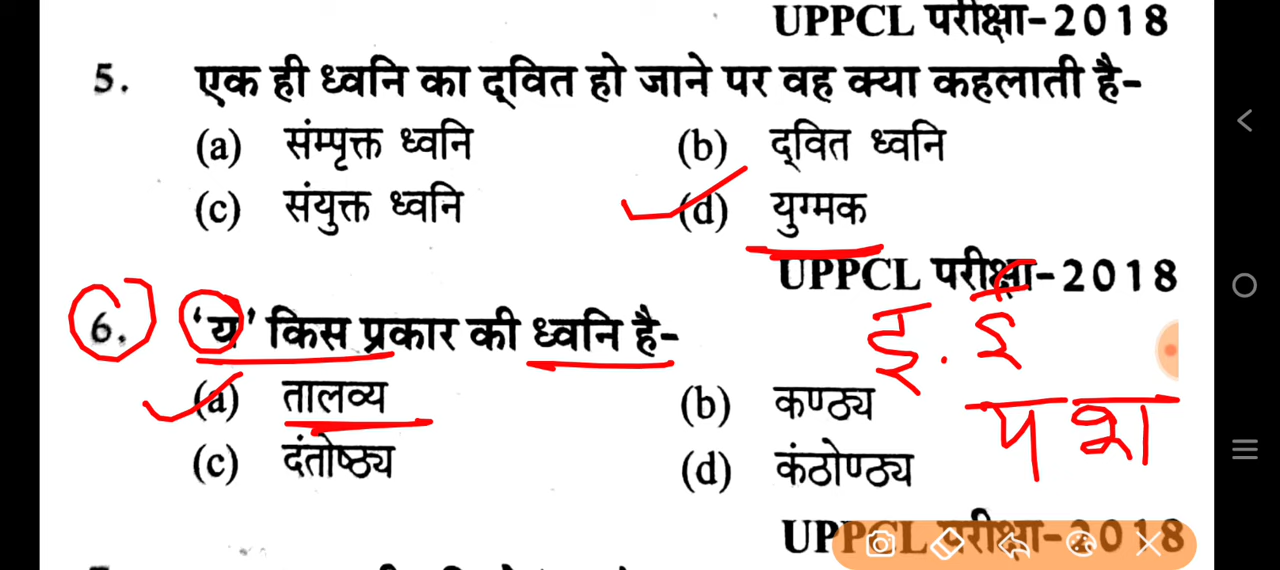 UPPCL परीक्षा-2018
5. एक ही ध्वनि का द्वित हो जाने पर वह क्या कहलाती है-
(a) संम्पृक्त ध्वनि (b) द्वित ध्वनि
(c) संयुक्त ध्वनि (d) युग्मक
UPPCL परीक्षा-2018
6. ‘य’ किस प्रकार की ध्वनि है-
इ. ई
(a) तालव्य (b) कण्ठ्य
य श
(c) दंतोष्ठ्य (d) कंठोण्ठ्य
UPPCL परीक्षा-2018